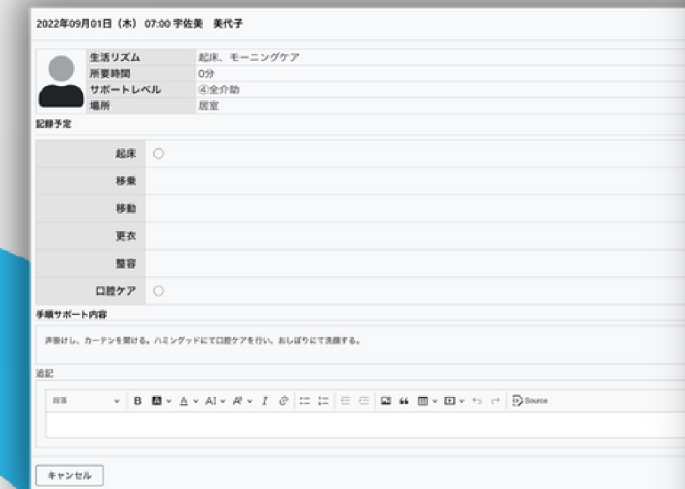 2022年09月01日（木） 07:00 宇佐美　美代子
生活リズム 起床、モーニングケア
所要時間 0分
サポートレベル ④全介助
場所 居室
記録予定
起床 ○
移乗
移動
更衣
整容
口腔ケア ○
手順サポート内容
声掛けし、カーテンを開ける。ハミングッドにて口腔ケアを行い、おしぼりにて洗顔する。
追記
段落 B A A AI A I Source
キャンセル